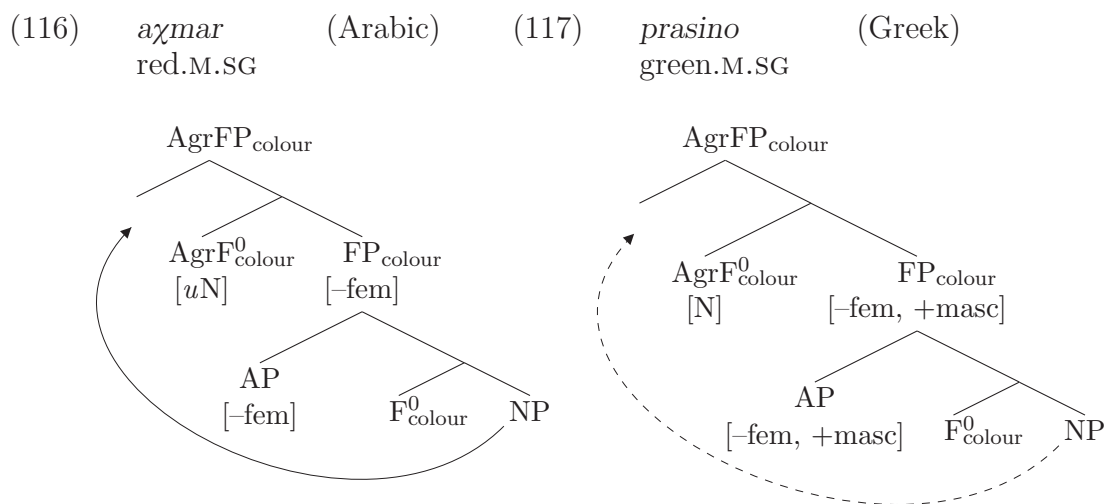 (116) aχmar (Arabic) (117) prasino (Greek)
red.M.SG green.M.SG
AgrFP_colour AgrFP_colour
AgrF⁰_colour FP_colour AgrF⁰_colour FP_colour
[uN] [–fem] [N] [–fem, +masc]
AP F⁰_colour NP AP F⁰_colour NP
[–fem] [–fem, +masc]